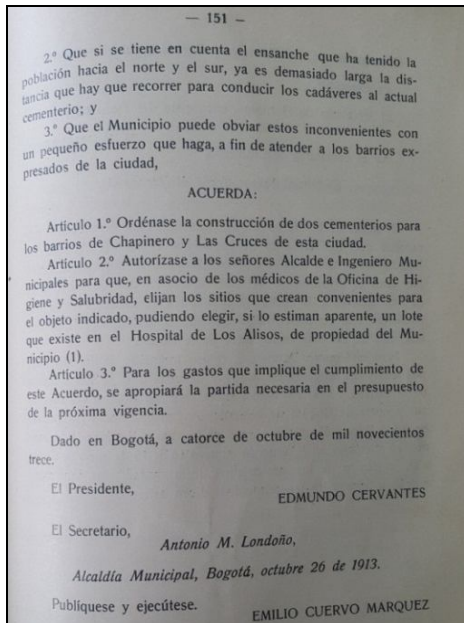 — 151 —
2.º Que si se tiene en cuenta el ensanche que ha tenido la
población hacia el norte y el sur, ya es demasiado larga la dis-
tancia que hay que recorrer para conducir los cadáveres al actual
cementerio; y
3.º Que el Municipio puede obviar estos inconvenientes con
un pequeño esfuerzo que haga, a fin de atender a los barrios ex-
presados de la ciudad,
ACUERDA:
Artículo 1.º Ordénase la construcción de dos cementerios para
los barrios de Chapinero y Las Cruces de esta ciudad.
Artículo 2.º Autorízase a los señores Alcalde e Ingeniero Mu-
nicipales para que, en asocio de los médicos de la Oficina de Hi-
giene y Salubridad, elijan los sitios que crean convenientes para
el objeto indicado, pudiendo elegir, si lo estiman aparente, un lote
que existe en el Hospital de Los Alisos, de propiedad del Mu-
nicipio (1).
Artículo 3.º Para los gastos que implique el cumplimiento de
este Acuerdo, se apropiará la partida necesaria en el presupuesto
de la próxima vigencia.
Dado en Bogotá, a catorce de octubre de mil novecientos
trece.
El Presidente,
EDMUNDO CERVANTES
El Secretario,
Antonio M. Londoño,
Alcaldía Municipal, Bogotá, octubre 26 de 1913.
Publíquese y ejecútese.
EMILIO CUERVO MARQUEZ